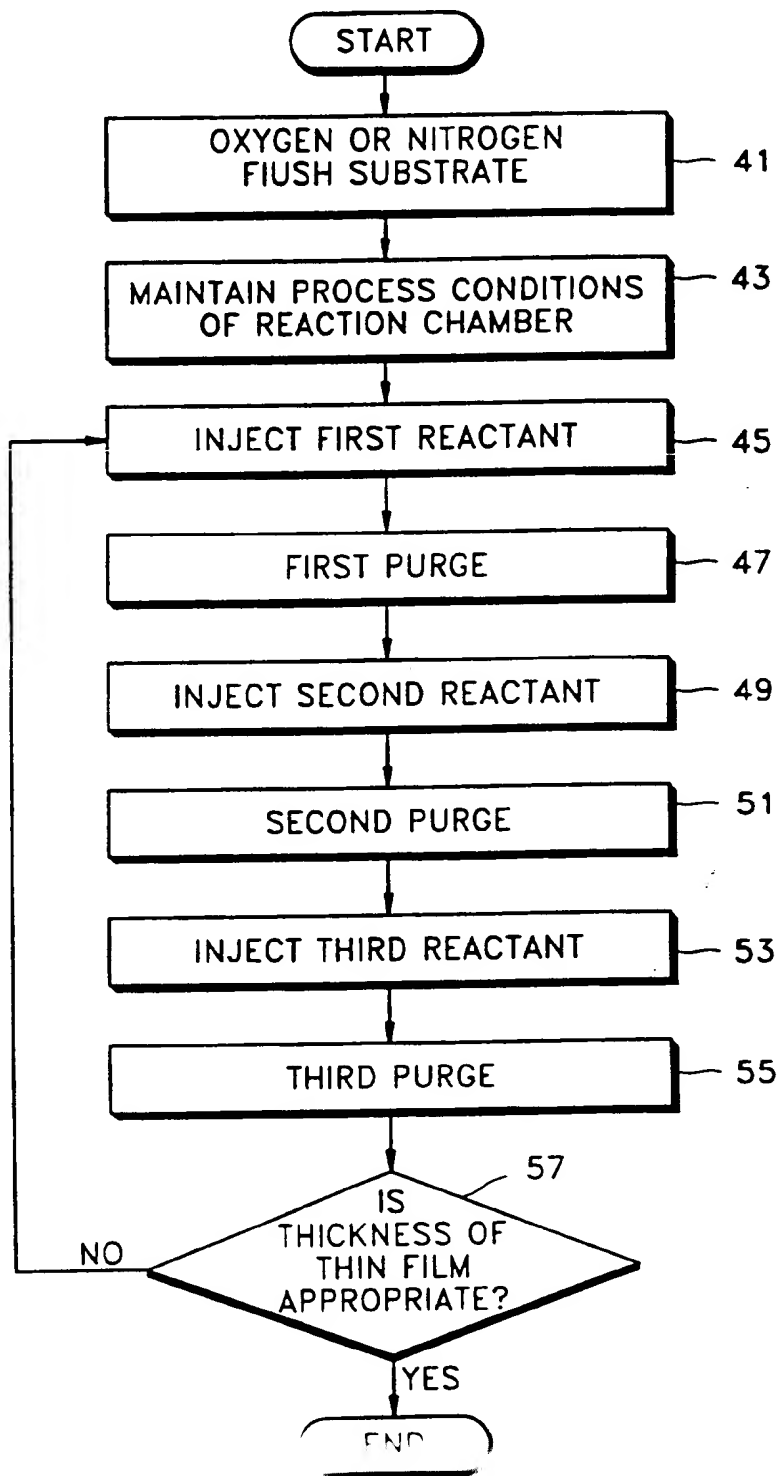 START
OXYGEN OR NITROGEN
FIUSH SUBSTRATE
41
MAINTAIN PROCESS CONDITIONS
OF REACTION CHAMBER
43
INJECT FIRST REACTANT
45
FIRST PURGE
47
INJECT SECOND REACTANT
49
SECOND PURGE
51
INJECT THIRD REACTANT
53
THIRD PURGE
55
57
IS
THICKNESS OF
THIN FILM
APPROPRIATE?
NO
YES
END